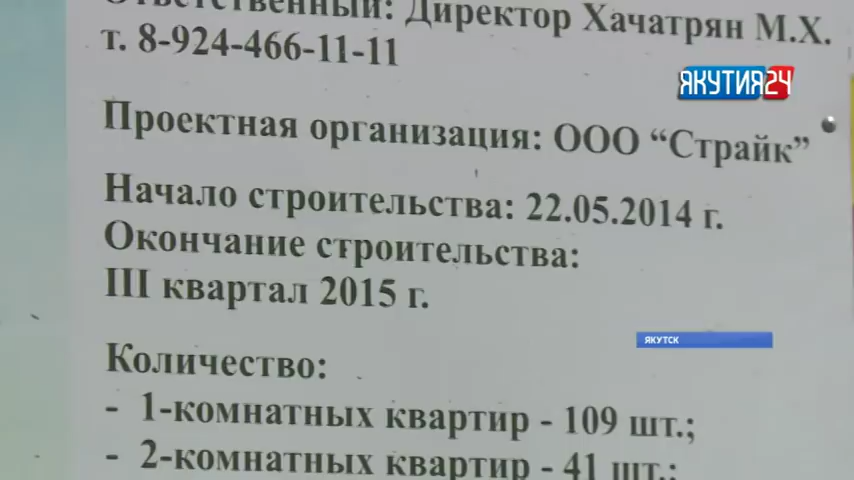 Ответственный: Директор Хачатрян М.Х.
т. 8-924-466-11-11
ЯКУТИЯ24
Проектная организация: ООО “Страйк”
Начало строительства: 22.05.2014 г.
Окончание строительства:
III квартал 2015 г.
ЯКУТСК
Количество:
- 1-комнатных квартир - 109 шт.;
- 2-комнатных квартир - 41 шт.;